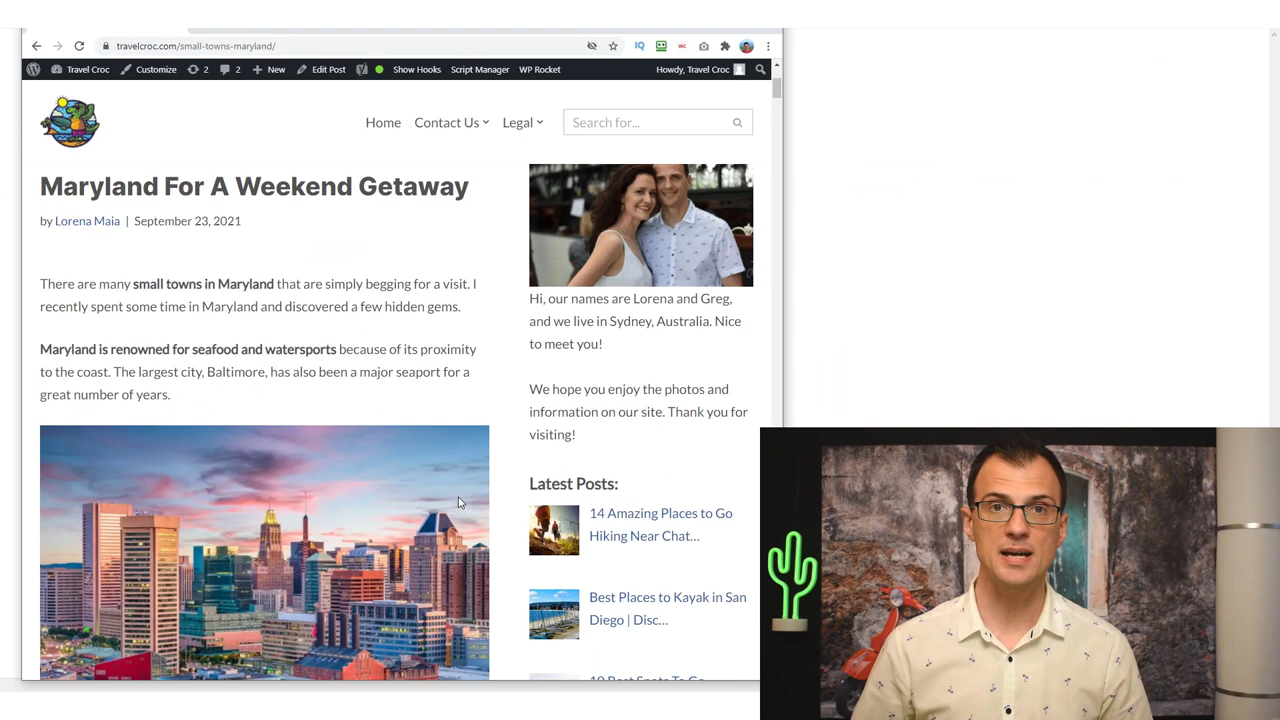 travelcroc.com/small-towns-maryland/
Travel Croc Customize 2 2 New Edit Post Show Hooks Script Manager WP Rocket Howdy, Travel Croc
Home Contact Us Legal Search for...
Maryland For A Weekend Getaway
by Lorena Maia | September 23, 2021
There are many small towns in Maryland that are simply begging for a visit. I
recently spent some time in Maryland and discovered a few hidden gems.
Maryland is renowned for seafood and watersports because of its proximity
to the coast. The largest city, Baltimore, has also been a major seaport for a
great number of years.
Hi, our names are Lorena and Greg,
and we live in Sydney, Australia. Nice
to meet you!
We hope you enjoy the photos and
information on our site. Thank you for
visiting!
Latest Posts:
14 Amazing Places to Go
Hiking Near Chat...
Best Places to Kayak in San
Diego | Disc...
10 Best Spots To Go